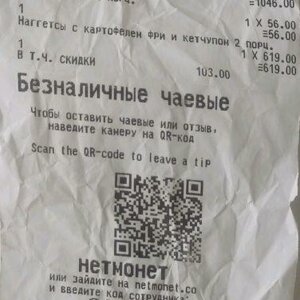 =1046.00
1 X 56.00
1 =56.00
Наггетсы с картофелем фри и кетчупом 2 порч.
1 X 619.00
1 =619.00
В т.ч. скидки 103.00
Безналичные чаевые
Чтобы оставить чаевые или отзыв,
наведите камеру на QR-код
Scan the QR-code to leave a tip
нетмонет
или зайдите на netmonet.co
и введите код сотрудника